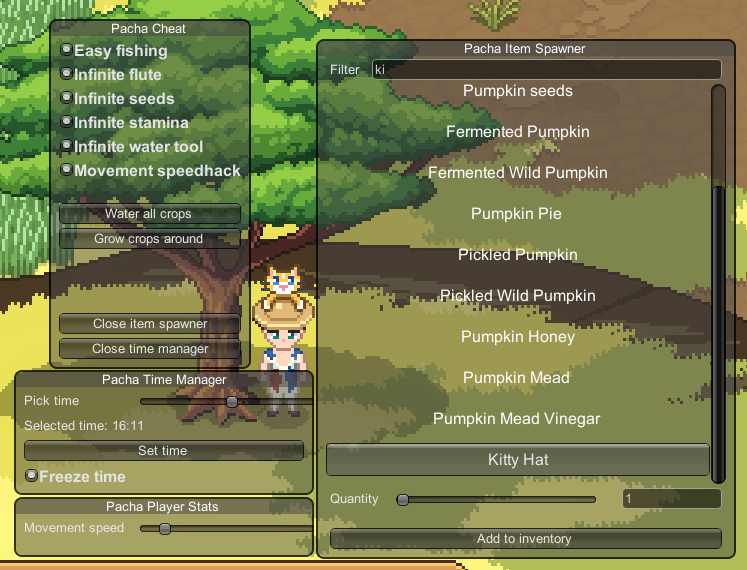 Pacha Cheat
Easy fishing
Infinite flute
Infinite seeds
Infinite stamina
Infinite water tool
Movement speedhack
Water all crops
Grow crops around
Close item spawner
Close time manager
Pacha Time Manager
Pick time
Selected time: 16:11
Set time
Freeze time
Pacha Player Stats
Movement speed
Pacha Item Spawner
Filter ki
Pumpkin seeds
Fermented Pumpkin
Fermented Wild Pumpkin
Pumpkin Pie
Pickled Pumpkin
Pickled Wild Pumpkin
Pumpkin Honey
Pumpkin Mead
Pumpkin Mead Vinegar
Kitty Hat
Quantity 1
Add to inventory